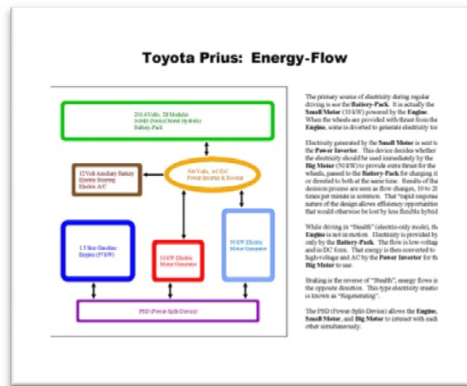 Toyota Prius: Energy-Flow
201.6 Volts, 28 Modules
NiMH (Nickel Metal Hydride)
Battery-Pack
12 Volt Auxiliary Battery
Electric Steering
Electric A/C
500 Volts, AC/DC
Power Inverter &
1.5 liter Gasoline
Engine (57 kW)
10 kW Electric
Motor Generator
50 kW Electric
Motor Generator
PSD (Power-Split-Device)
The primary source of electricity during regular
driving is not the Battery-Pack. It is actually the
Small Motor (10 kW) powered by the Engine.
When the wheels are provided with thrust from the
Engine, some is diverted to generate electricity for
Electricity generated by the Small Motor is sent to
the Power Inverter. This device decides whether
the electricity should be used immediately by the
Big Motor (50 kW) to provide extra thrust for the
wheels, passed to the Battery-Pack for charging it
or directed to both at the same time. Results of the
decision process are seen as flow changes, 10 to 20
times per minute is common. That "rapid response
nature of the design allows efficiency opportunities
that would otherwise be lost by less flexible hybrid
While driving in "Stealth" (electric-only mode), the
Engine is not in motion. Electricity is provided by
only by the Battery-Pack. The flow is low-voltage
and in DC form. That energy is then converted to
high-voltage and AC by the Power Inverter for the
Big Motor to use.
Braking is the reverse of "Stealth", energy flows in
the opposite direction. This type electricity creation
is known as "Regenerating".
The PSD (Power-Split-Device) allows the Engine,
Small Motor, and Big Motor to interact with each
other simultaneously.